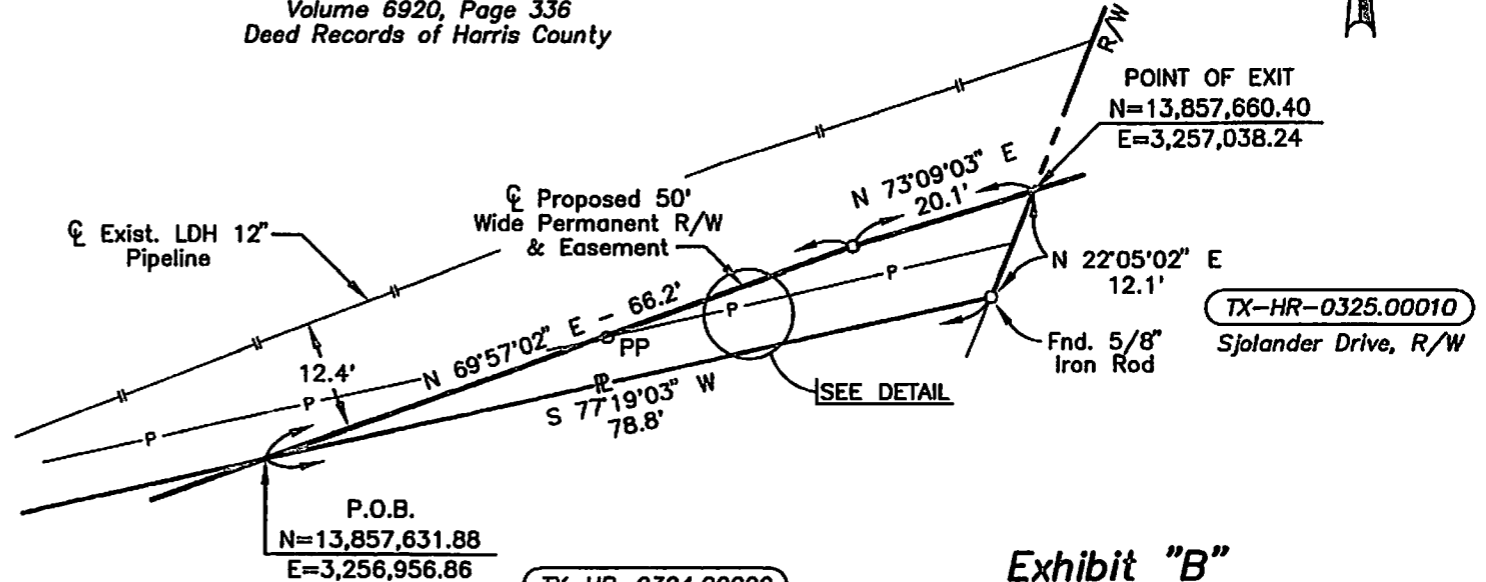 Volume 6920, Page 336
Deed Records of Harris County
R/W
POINT OF EXIT
N=13,857,660.40
E=3,257,038.24
N 73°09'03" E
20.1'
℄ Proposed 50'
Wide Permanent R/W
& Easement
℄ Exist. LDH 12"
Pipeline
P
N 22°05'02" E
12.1'
TX-HR-0325.00010
Sjolander Drive, R/W
Fnd. 5/8"
Iron Rod
P
N 69°57'02" E - 66.2'
PP
12.4'
P
P
SEE DETAIL
PL
S 77°19'03" W
78.8'
P.O.B.
N=13,857,631.88
E=3,256,956.86
Exhibit "B"